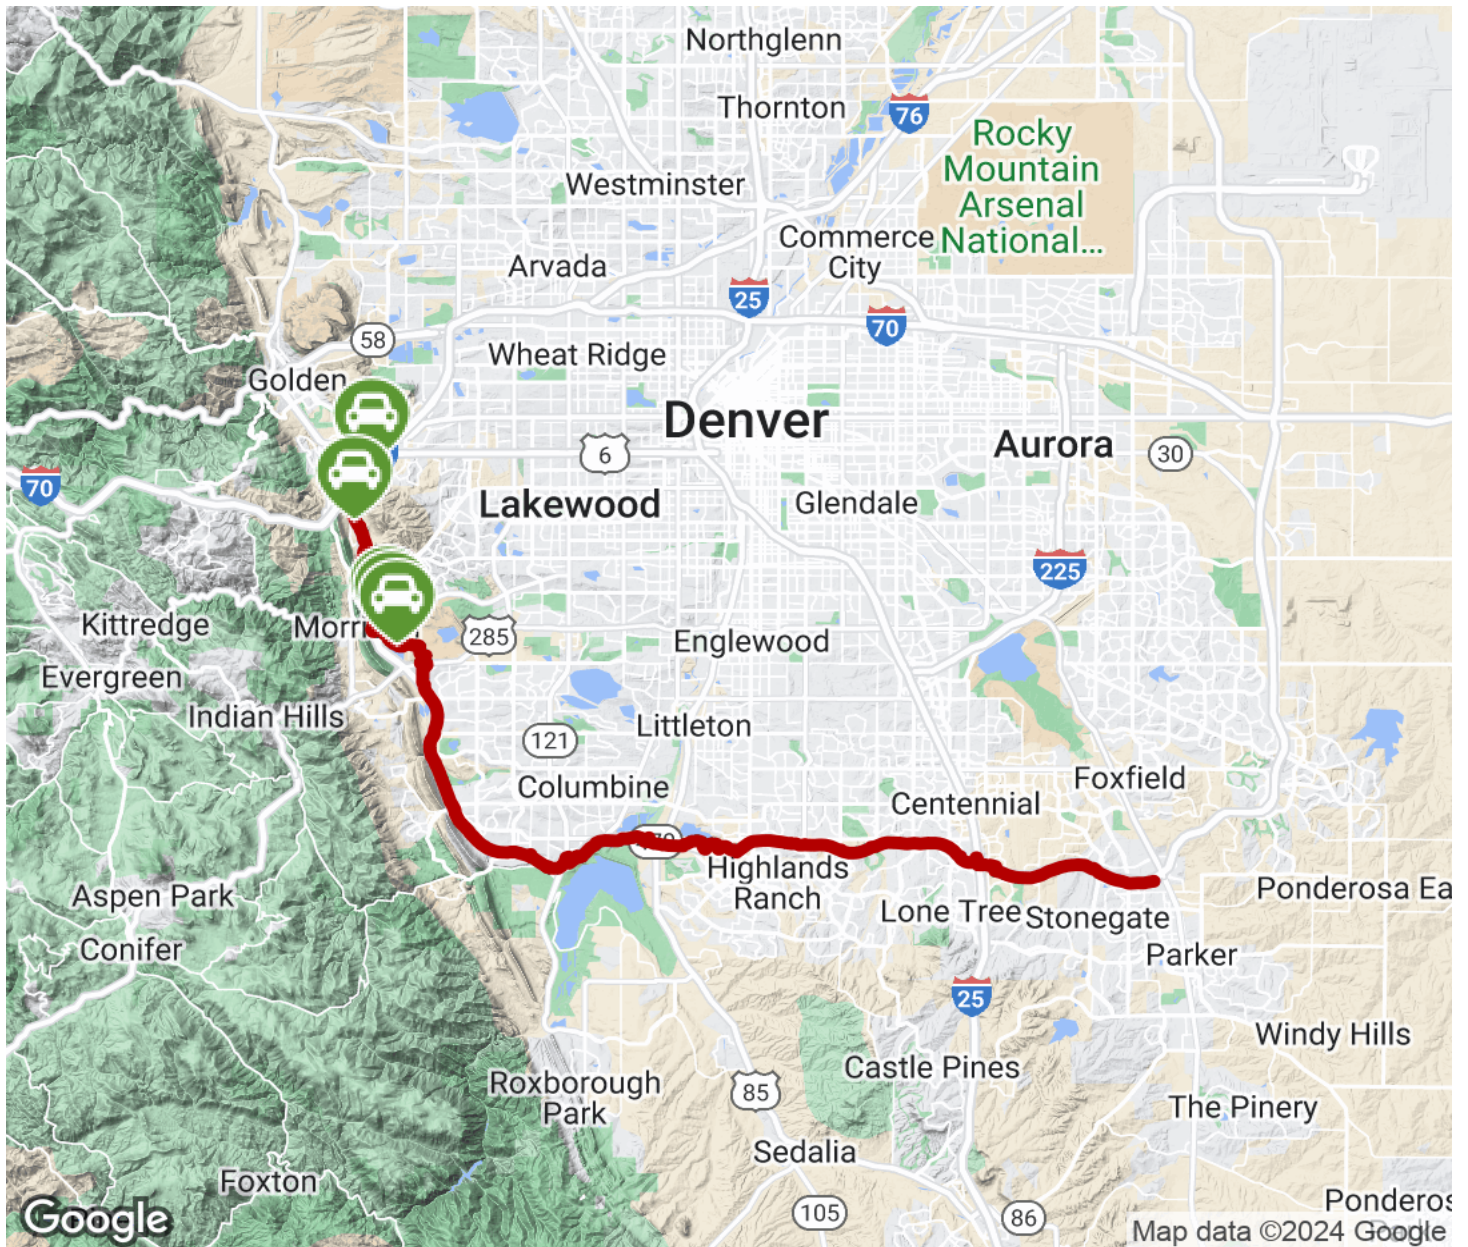 Northglenn
Thornton
76
Rocky
Mountain
Arsenal
National...
Westminster
Commerce
City
Arvada
25
70
58
Wheat Ridge
Golden
Denver
Aurora
30
6
70
Lakewood
Glendale
225
Kittredge
Morri
285
Englewood
Evergreen
Indian Hills
Littleton
121
Foxfield
Columbine
Centennial
Highlands
Ranch
Aspen Park
Lone Tree
Stonegate
Ponderosa Ea
Conifer
Parker
25
Windy Hills
Castle Pines
Roxborough
Park
85
The Pinery
Sedalia
Foxton
105
86
Ponderos
Google
Map data ©2024 Google